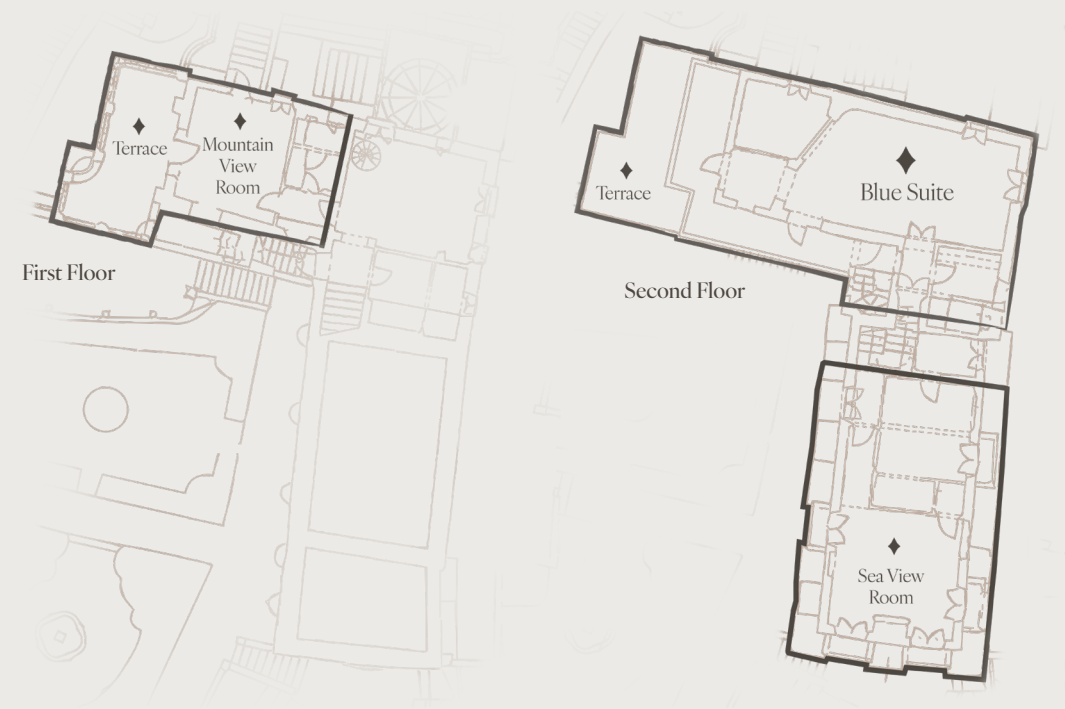 Terrace
Mountain
View
Room
First Floor
Terrace
Blue Suite
Second Floor
Sea View
Room